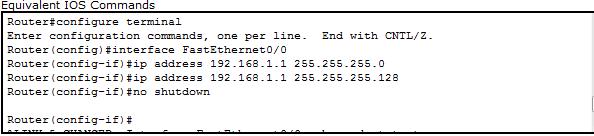 Equivalent IOS Commands
Router#configure terminal
Enter configuration commands, one per line.  End with CNTL/Z.
Router(config)#interface FastEthernet0/0
Router(config-if)#ip address 192.168.1.1 255.255.255.0
Router(config-if)#ip address 192.168.1.1 255.255.255.128
Router(config-if)#no shutdown
Router(config-if)#